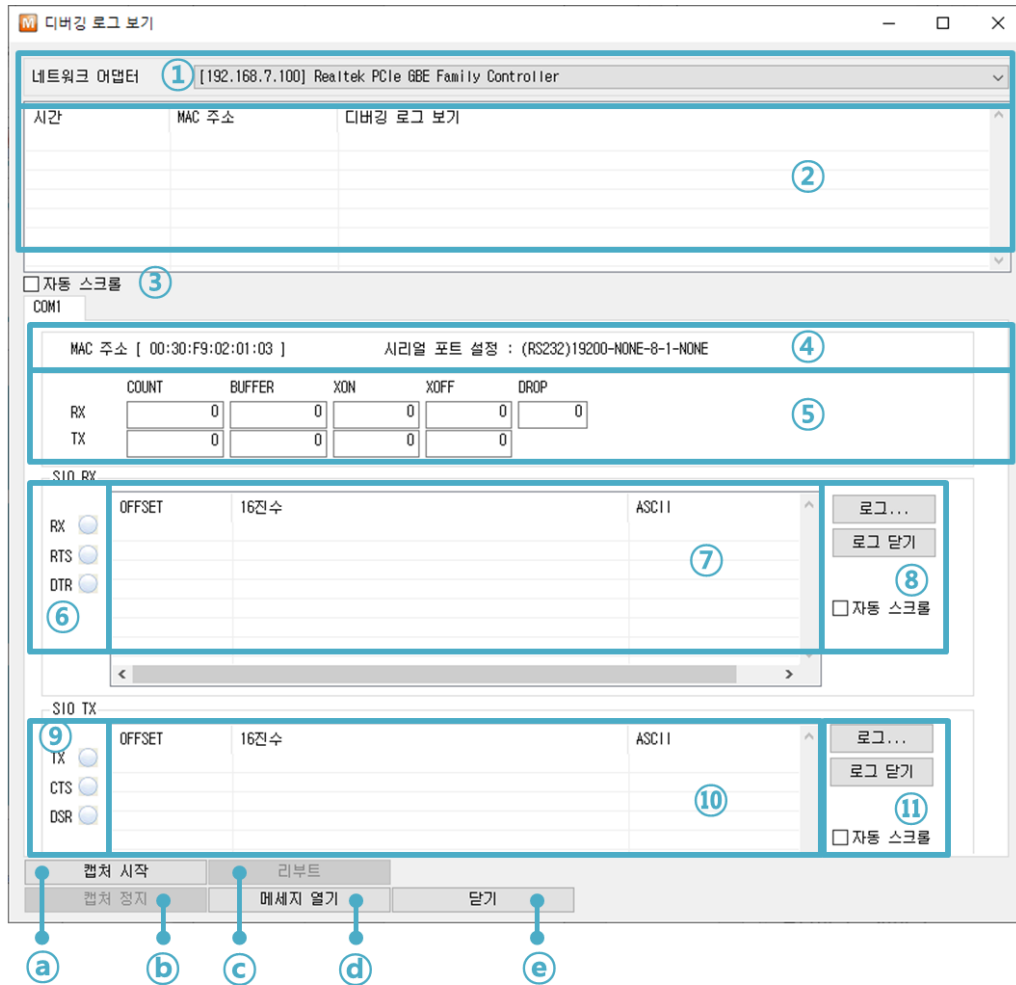 M 디버깅 로그 보기
네트워크 어댑터 ① [192.168.7.100] Realtek PCIe GBE Family Controller
시간 MAC 주소 디버깅 로그 보기
②
자동 스크롤 ③
COM1
MAC 주소 [ 00:30:F9:02:01:03 ] 시리얼 포트 설정 : (RS232)19200-NONE-8-1-NONE ④
COUNT BUFFER XON XOFF DROP
RX 0 0 0 0 0 ⑤
TX 0 0 0 0
SIO RX
OFFSET 16진수 ASCII 로그...
RX
로그 닫기
RTS
⑦
DTR ⑧
⑥ 자동 스크롤
SIO TX
⑨ OFFSET 16진수 ASCII 로그...
TX
로그 닫기
CTS
⑩
DSR ⑪
자동 스크롤
캡처 시작 리부트
캡처 정지 메세지 열기 닫기
ⓐ ⓑ ⓒ ⓓ ⓔ